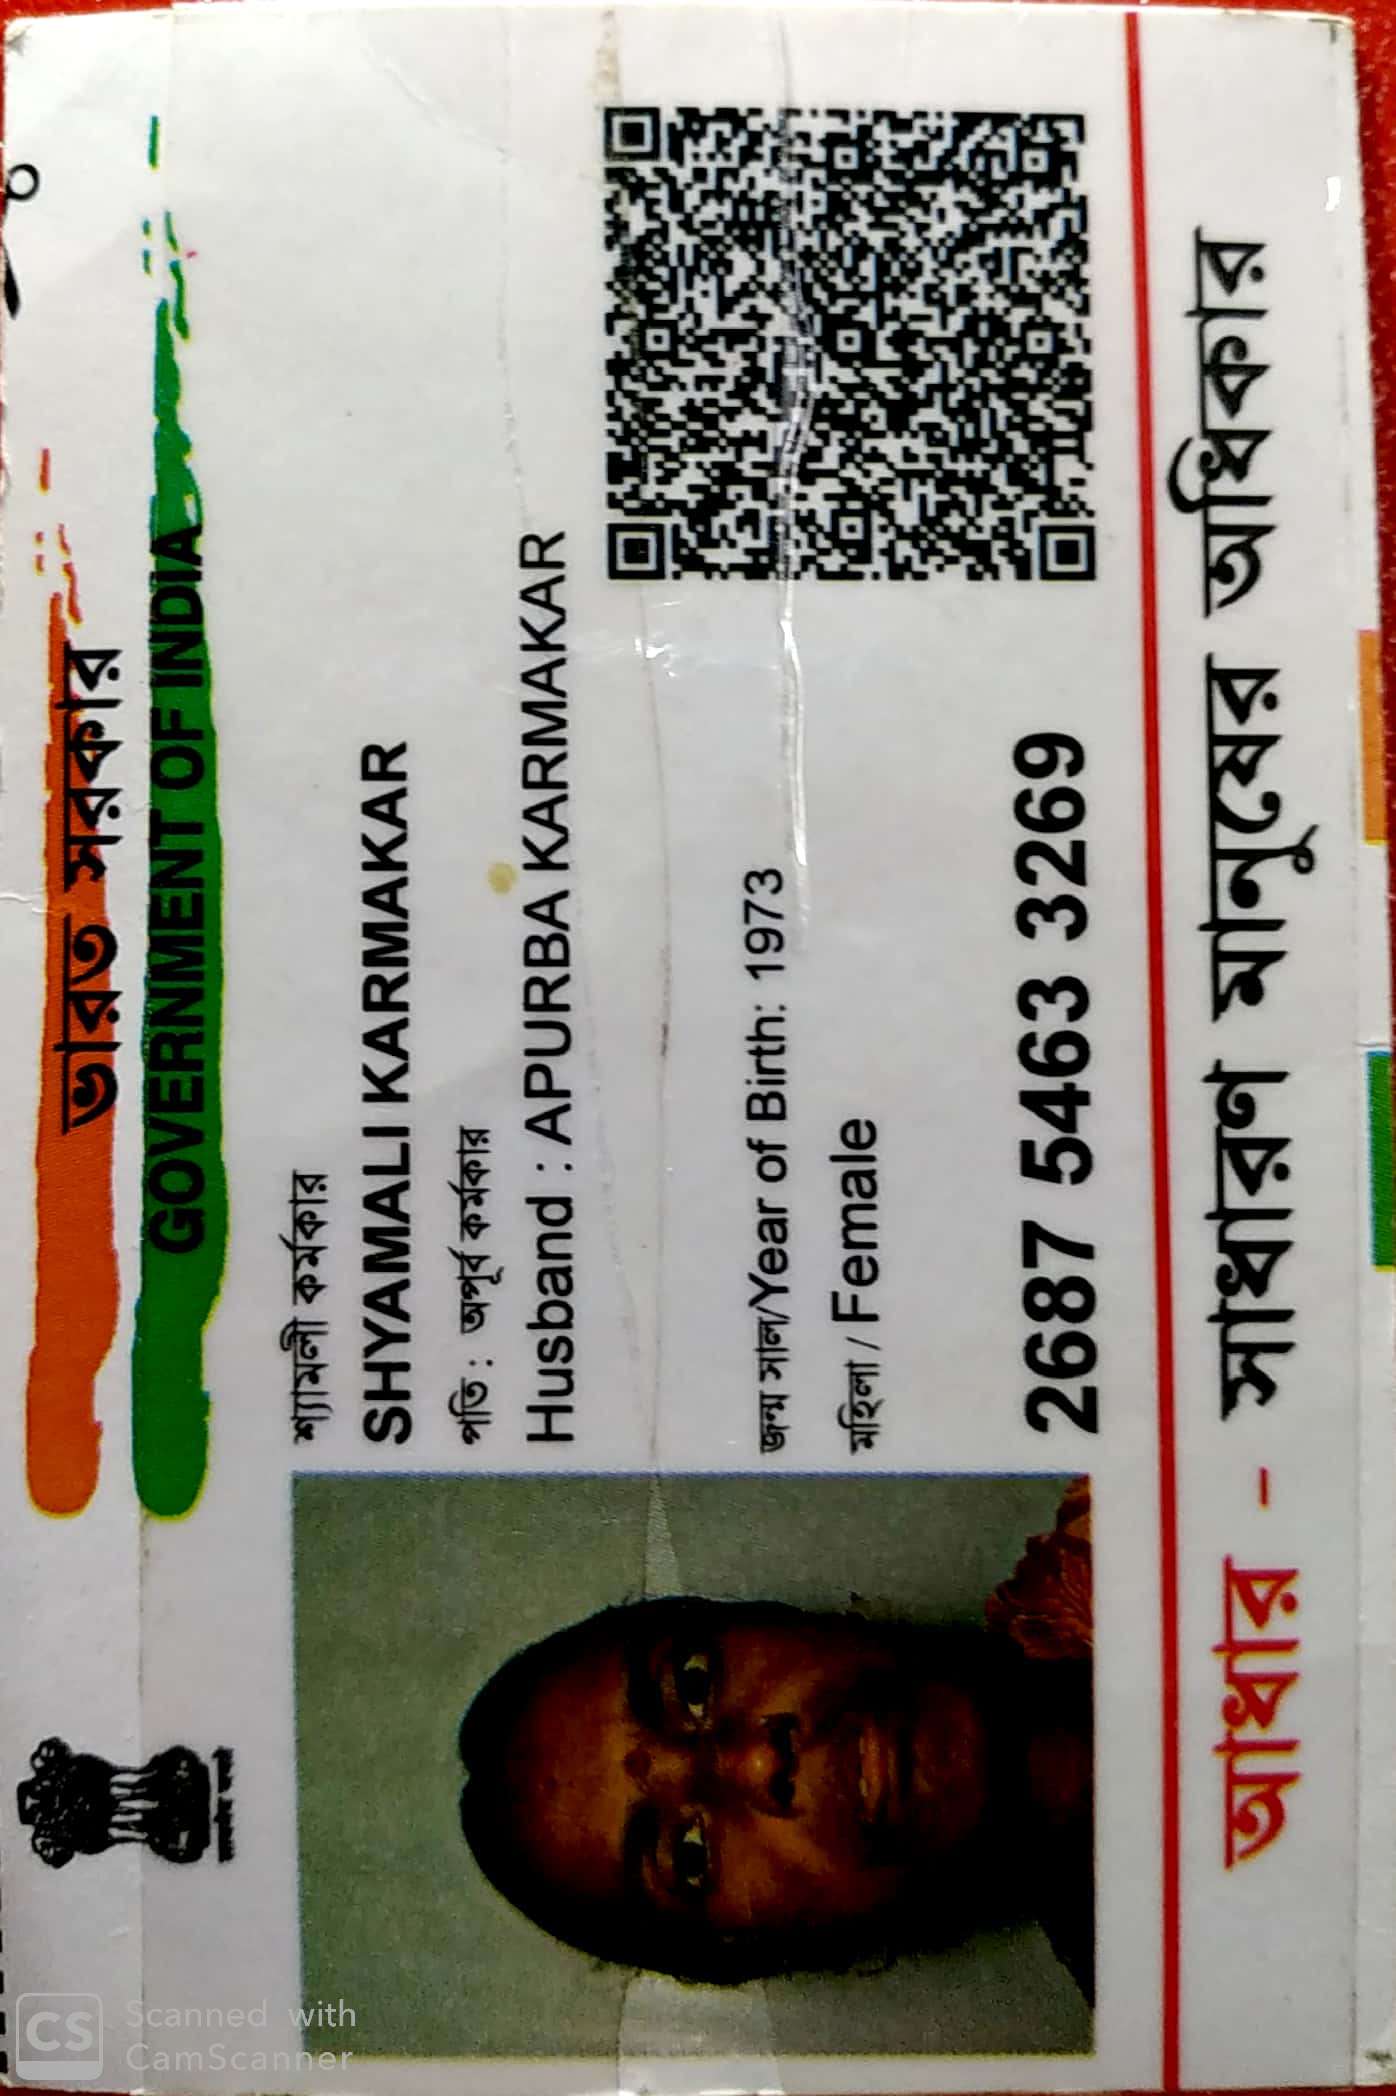 ভারত সরকার
GOVERNMENT OF INDIA
শ্যামলী কর্মকার
SHYAMALI KARMAKAR
পতি : অপূর্ব কর্মকার
Husband : APURBA KARMAKAR
জন্ম সাল/Year of Birth: 1973
মহিলা / Female
2687 5463 3269
আধার - সাধারণ মানুষের অধিকার
CS Scanned with
CamScanner